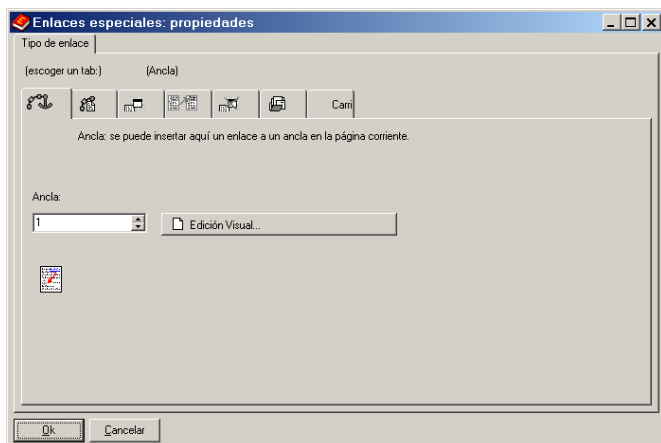 Enlaces especiales: propiedades
Tipo de enlace
(escoger un tab:) (Ancla)
Carri
Ancla: se puede insertar aquí un enlace a un ancla en la página corriente.
Ancla:
1 Edición Visual...
Ok Cancelar